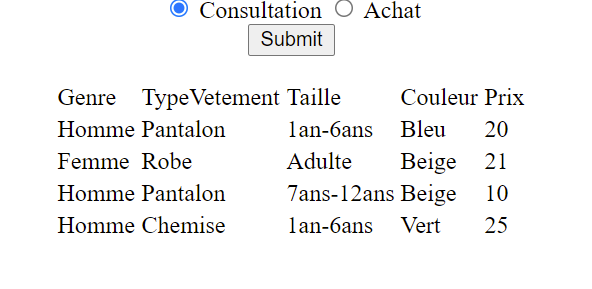 Consultation Achat
Submit
Genre TypeVetement Taille Couleur Prix
Homme Pantalon 1an-6ans Bleu 20
Femme Robe Adulte Beige 21
Homme Pantalon 7ans-12ans Beige 10
Homme Chemise 1an-6ans Vert 25